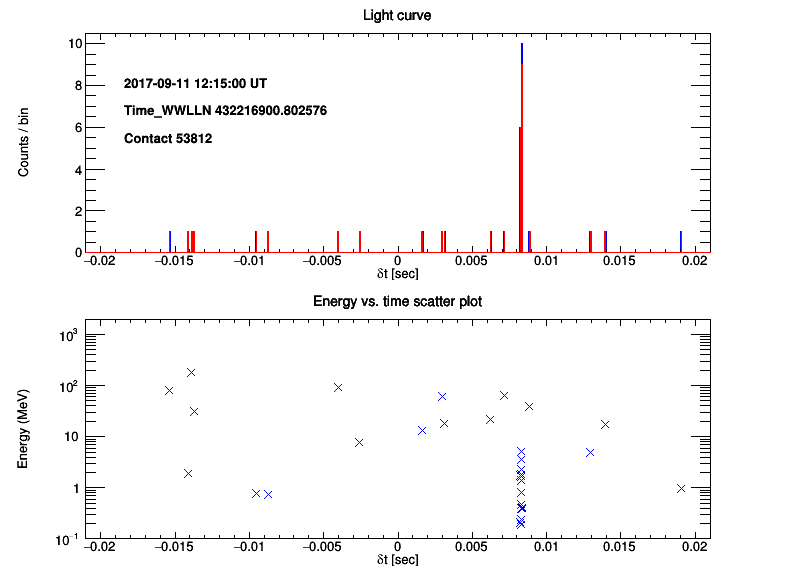 Light curve
Counts / bin
10
8
6
4
2
0
2017-09-11 12:15:00 UT
Time_WWLLN 432216900.802576
Contact 53812
−0.02 −0.015 −0.01 −0.005 0 0.005 0.01 0.015 0.02
δt [sec]
Energy vs. time scatter plot
Energy (MeV)
10³
10²
10
1
10⁻¹
−0.02 −0.015 −0.01 −0.005 0 0.005 0.01 0.015 0.02
δt [sec]